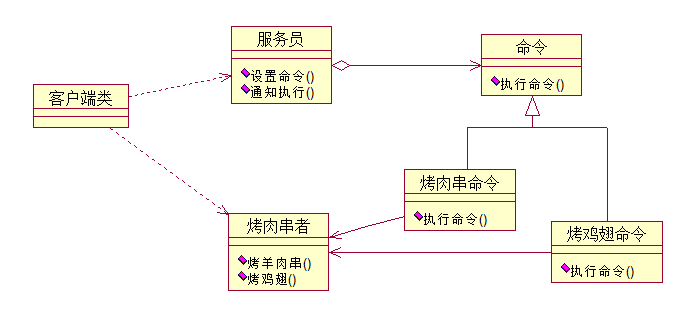 服务员
设置命令()
通知执行()
命令
执行命令()
客户端类
烤肉串命令
执行命令()
烤肉串者
烤羊肉串()
烤鸡翅()
烤鸡翅命令
执行命令()